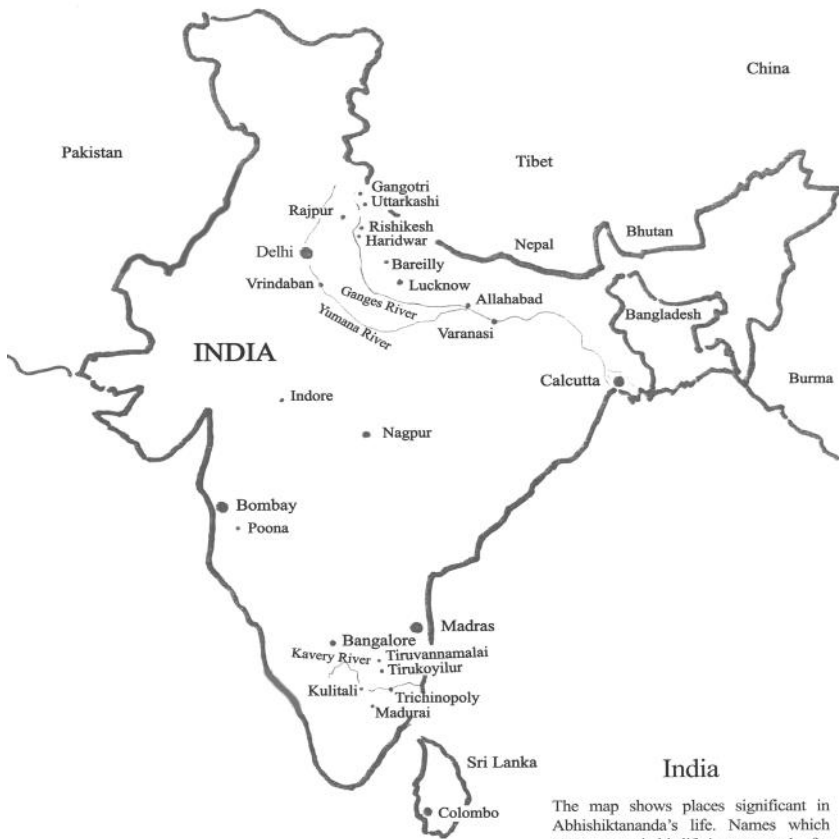 China
Pakistan
Tibet
Gangotri
Uttarkashi
Rajpur
Rishikesh
Haridwar
Bhutan
Nepal
Delhi
Bareilly
Lucknow
Vrindaban
Ganges River
Allahabad
Yumana River
Varanasi
Bangladesh
INDIA
Calcutta
Burma
Indore
Nagpur
Bombay
Poona
Madras
Bangalore
Kavery River
Tiruvannamalai
Tirukoyilur
Kulitali
Trichinopoly
Madurai
Sri Lanka
Colombo
India
The map shows places significant in
Abhishiktananda's life. Names which